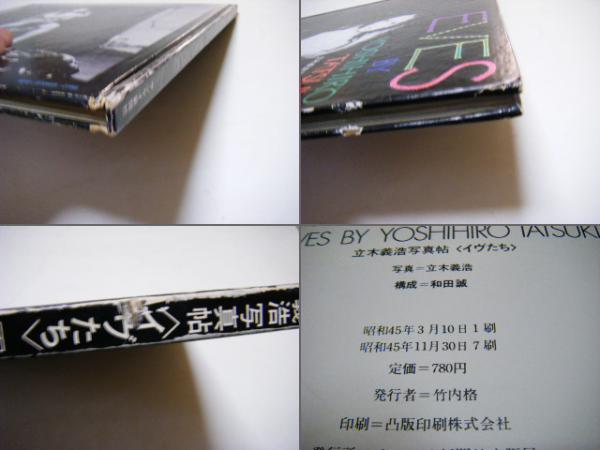 EVES
BY
YOSHIHIRO
浩写真帖〈イヴたち〉
VES BY YOSHIHIRO TATSUKI
立木義浩写真帖〈イヴたち〉
写真＝立木義浩
構成＝和田誠
昭和45年3月10日1刷
昭和45年11月30日7刷
定価＝780円
発行者＝竹内格
印刷＝凸版印刷株式会社